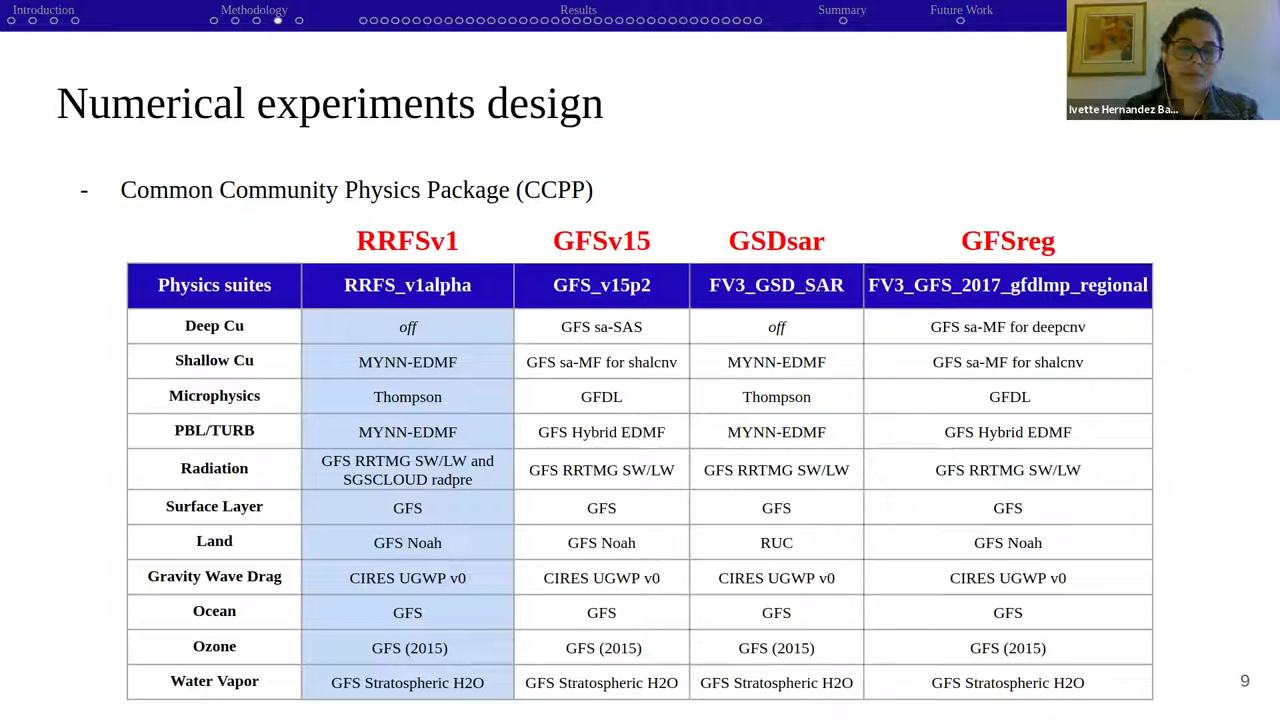 Introduction Methodology Results Summary Future Work
Ivette Hernandez Ba...
Numerical experiments design
- Common Community Physics Package (CCPP)
RRFSv1 GFSv15 GSDsar GFSreg
Physics suites RRFS_v1alpha GFS_v15p2 FV3_GSD_SAR FV3_GFS_2017_gfdlmp_regional
Deep Cu off GFS sa-SAS off GFS sa-MF for deepcnv
Shallow Cu MYNN-EDMF GFS sa-MF for shalcnv MYNN-EDMF GFS sa-MF for shalcnv
Microphysics Thompson GFDL Thompson GFDL
PBL/TURB MYNN-EDMF GFS Hybrid EDMF MYNN-EDMF GFS Hybrid EDMF
Radiation GFS RRTMG SW/LW and SGSCLOUD radpre GFS RRTMG SW/LW GFS RRTMG SW/LW GFS RRTMG SW/LW
Surface Layer GFS GFS GFS GFS
Land GFS Noah GFS Noah RUC GFS Noah
Gravity Wave Drag CIRES UGWP v0 CIRES UGWP v0 CIRES UGWP v0 CIRES UGWP v0
Ocean GFS GFS GFS GFS
Ozone GFS (2015) GFS (2015) GFS (2015) GFS (2015)
Water Vapor GFS Stratospheric H2O GFS Stratospheric H2O GFS Stratospheric H2O GFS Stratospheric H2O
9